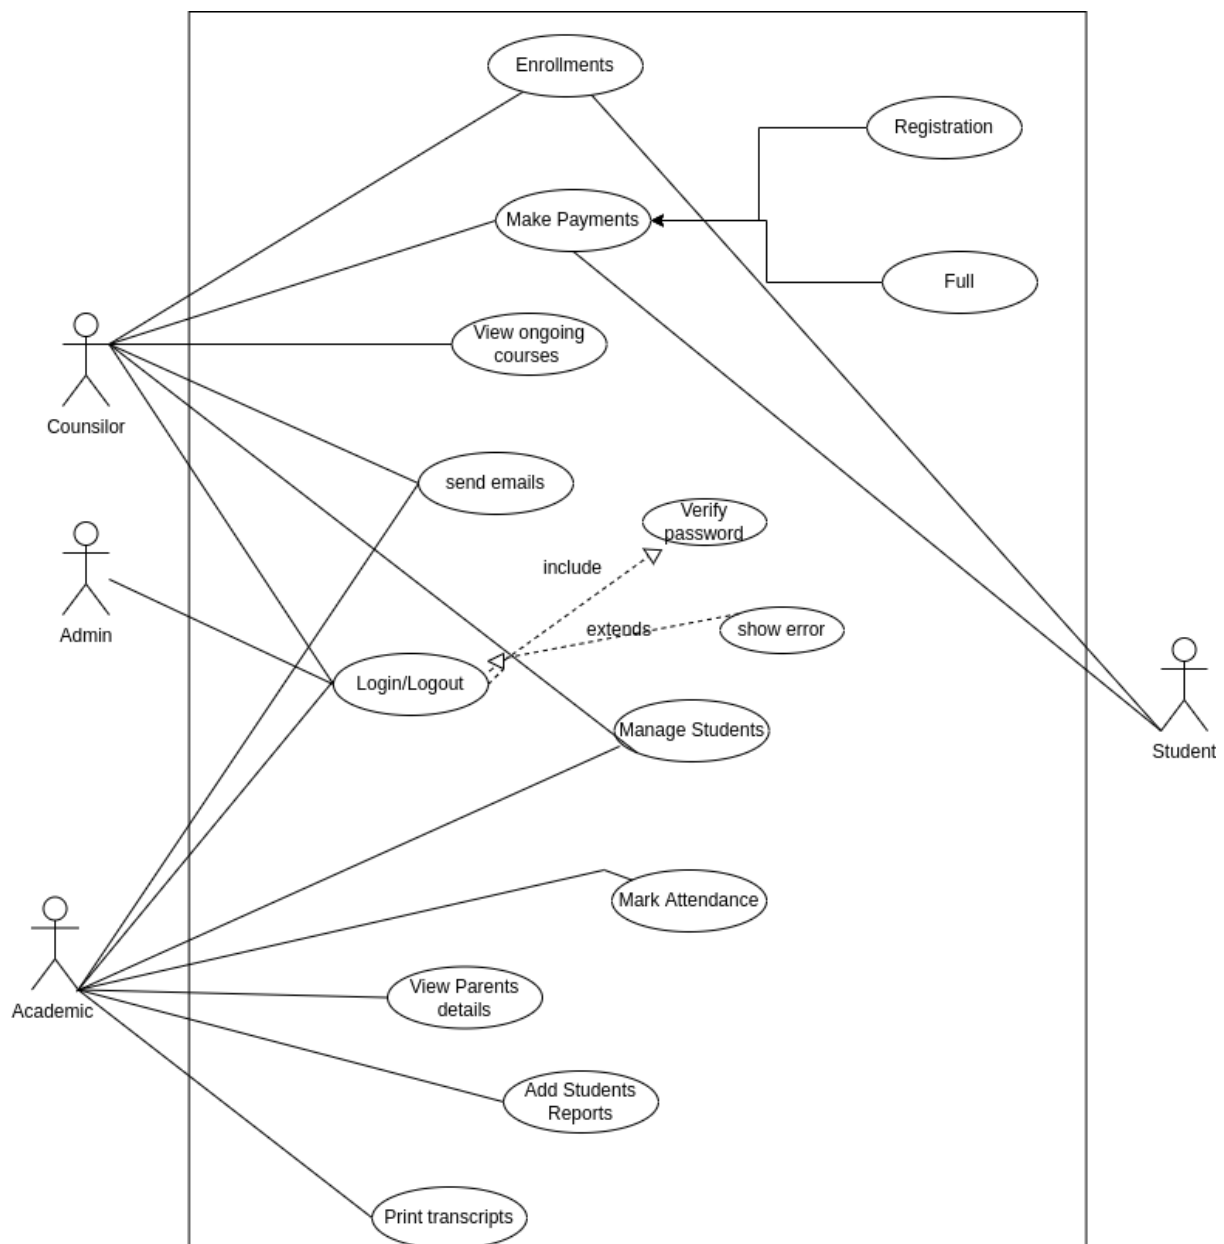 Enrollments
Registration
Make Payments
Full
View ongoing
courses
Counsilor
send emails
Verify
password
include
Admin
extends
show error
Login/Logout
Manage Students
Student
Mark Attendance
View Parents
details
Academic
Add Students
Reports
Print transcripts